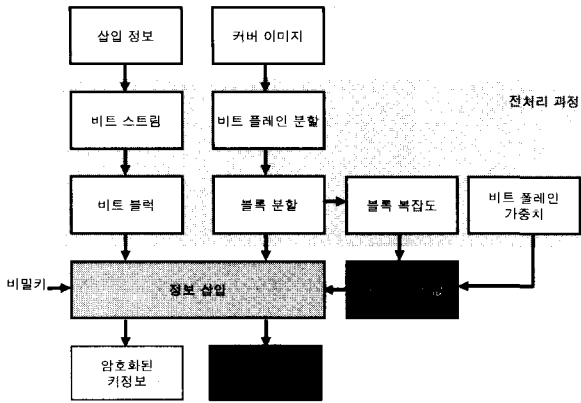 삽입 정보
커버 이미지
전처리 과정
비트 스트림
비트 플레인 분할
비트 블럭
블록 분할
블록 복잡도
비트 플레인
가중치
비밀키
정보 삽입
암호화된
키정보